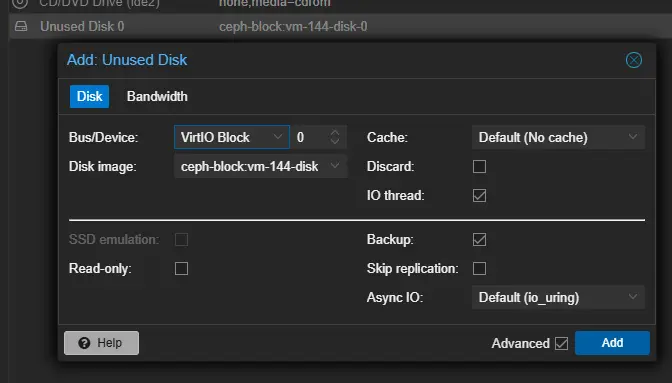 CD/DVD Drive (ide2) none,media=cdrom
Unused Disk 0 ceph-block:vm-144-disk-0
Add: Unused Disk
Disk Bandwidth
Bus/Device: VirtIO Block 0 Cache: Default (No cache)
Disk image: ceph-block:vm-144-disk Discard:
IO thread:
SSD emulation: Backup:
Read-only: Skip replication:
Async IO: Default (io_uring)
? Help Advanced Add